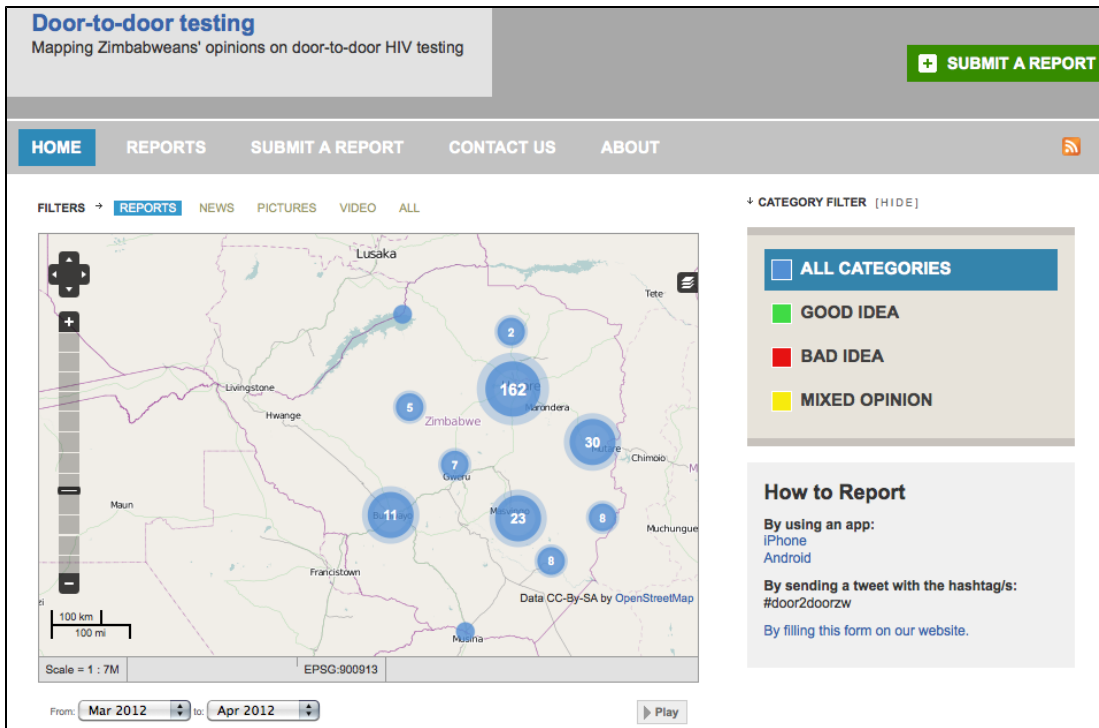 Door-to-door testing
Mapping Zimbabweans' opinions on door-to-door HIV testing
SUBMIT A REPORT
HOME REPORTS SUBMIT A REPORT CONTACT US ABOUT
FILTERS → REPORTS NEWS PICTURES VIDEO ALL
CATEGORY FILTER [HIDE]
ALL CATEGORIES
GOOD IDEA
BAD IDEA
MIXED OPINION
Lusaka
Tete
2
Livingstone
162
Hwange
5
Marondera
Zimbabwe
30
Chimoio
7
Gweru
Maun
11
23
8
Muchungue
8
Francistown
Data CC-By-SA by OpenStreetMap
100 km
100 mi
Musina
Scale = 1 : 7M
EPSG:900913
From: Mar 2012 to: Apr 2012
Play
How to Report
By using an app:
iPhone
Android
By sending a tweet with the hashtag/s:
#door2doorzw
By filling this form on our website.